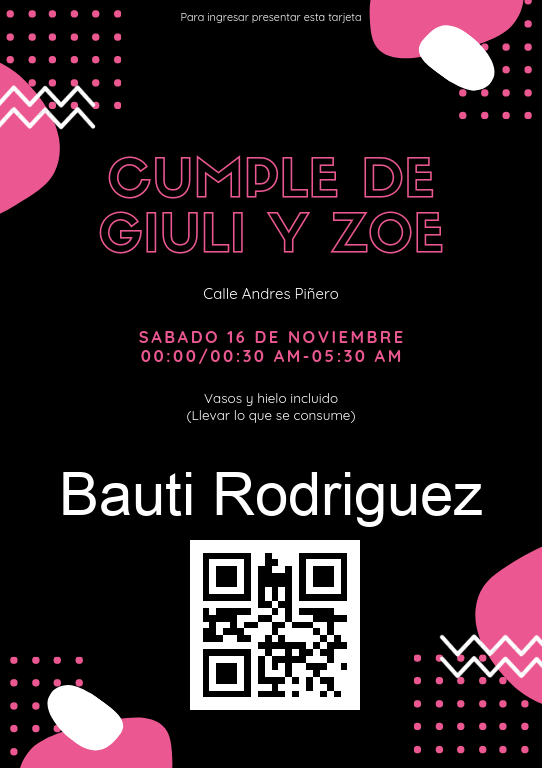 Para ingresar presentar esta tarjeta
CUMPLE DE
GIULI Y ZOE
Calle Andres Piñero
SABADO 16 DE NOVIEMBRE
00:00/00:30 AM-05:30 AM
Vasos y hielo incluido
(Llevar lo que se consume)
Bauti Rodriguez